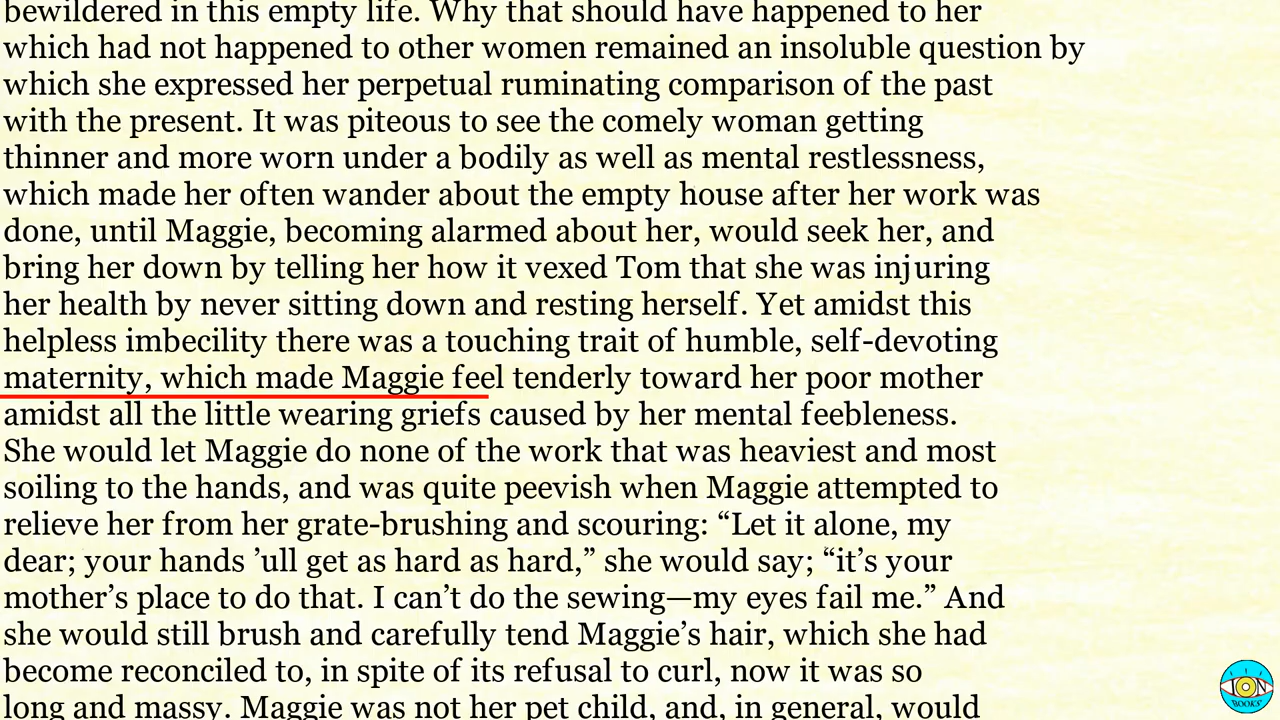 bewildered in this empty life. Why that should have happened to her
which had not happened to other women remained an insoluble question by
which she expressed her perpetual ruminating comparison of the past
with the present. It was piteous to see the comely woman getting
thinner and more worn under a bodily as well as mental restlessness,
which made her often wander about the empty house after her work was
done, until Maggie, becoming alarmed about her, would seek her, and
bring her down by telling her how it vexed Tom that she was injuring
her health by never sitting down and resting herself. Yet amidst this
helpless imbecility there was a touching trait of humble, self-devoting
maternity, which made Maggie feel tenderly toward her poor mother
amidst all the little wearing griefs caused by her mental feebleness.
She would let Maggie do none of the work that was heaviest and most
soiling to the hands, and was quite peevish when Maggie attempted to
relieve her from her grate-brushing and scouring: “Let it alone, my
dear; your hands ’ull get as hard as hard,” she would say; “it’s your
mother’s place to do that. I can’t do the sewing—my eyes fail me.” And
she would still brush and carefully tend Maggie’s hair, which she had
become reconciled to, in spite of its refusal to curl, now it was so
long and massy. Maggie was not her pet child, and, in general, would
ION
BOOKS